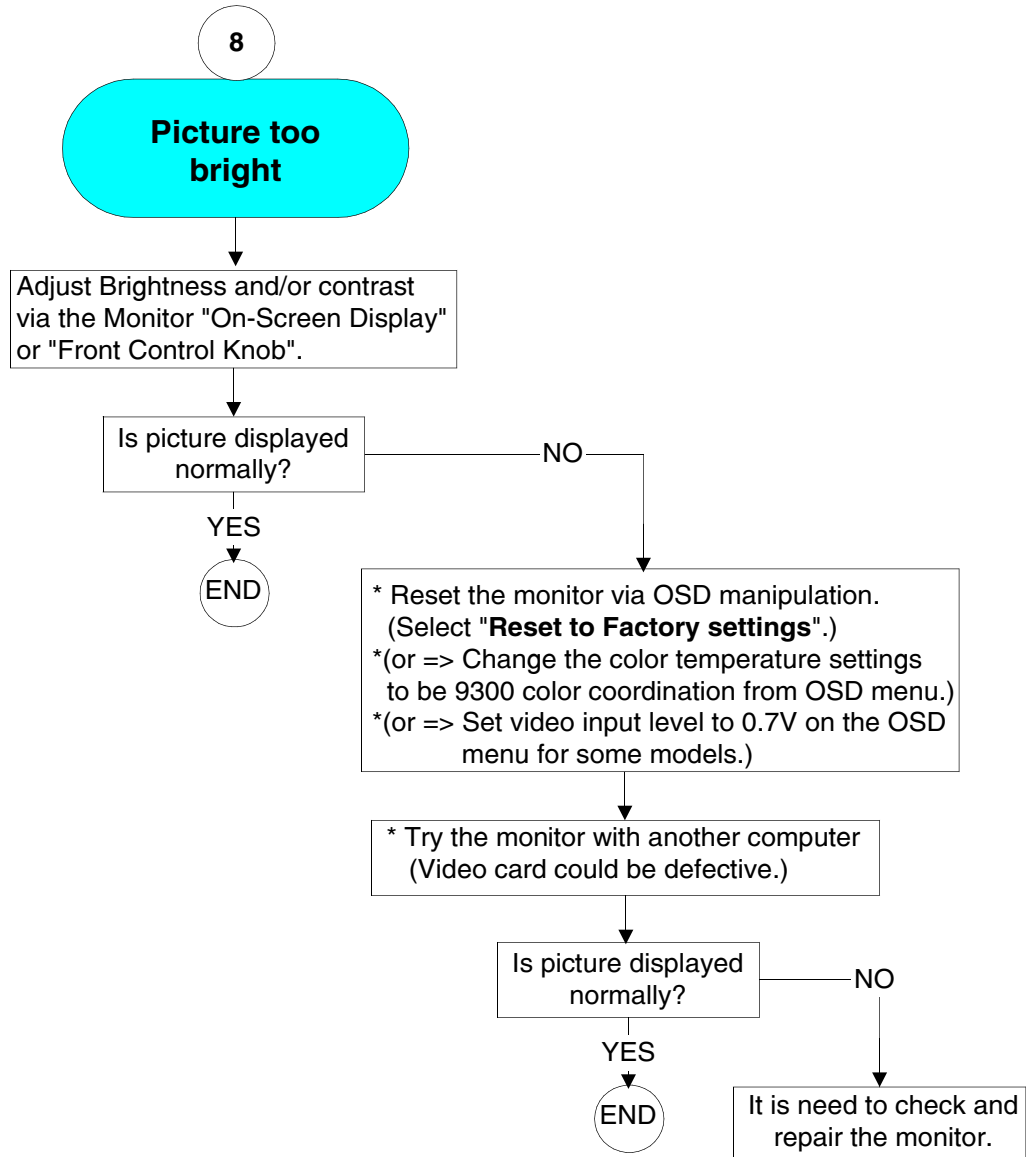 8
Picture too
bright
Adjust Brightness and/or contrast
via the Monitor "On-Screen Display"
or "Front Control Knob".
Is picture displayed
normally?
NO
YES
END
* Reset the monitor via OSD manipulation.
(Select "Reset to Factory settings".)
*(or => Change the color temperature settings
to be 9300 color coordination from OSD menu.)
*(or => Set video input level to 0.7V on the OSD
menu for some models.)
* Try the monitor with another computer
(Video card could be defective.)
Is picture displayed
normally?
NO
YES
END
It is need to check and
repair the monitor.